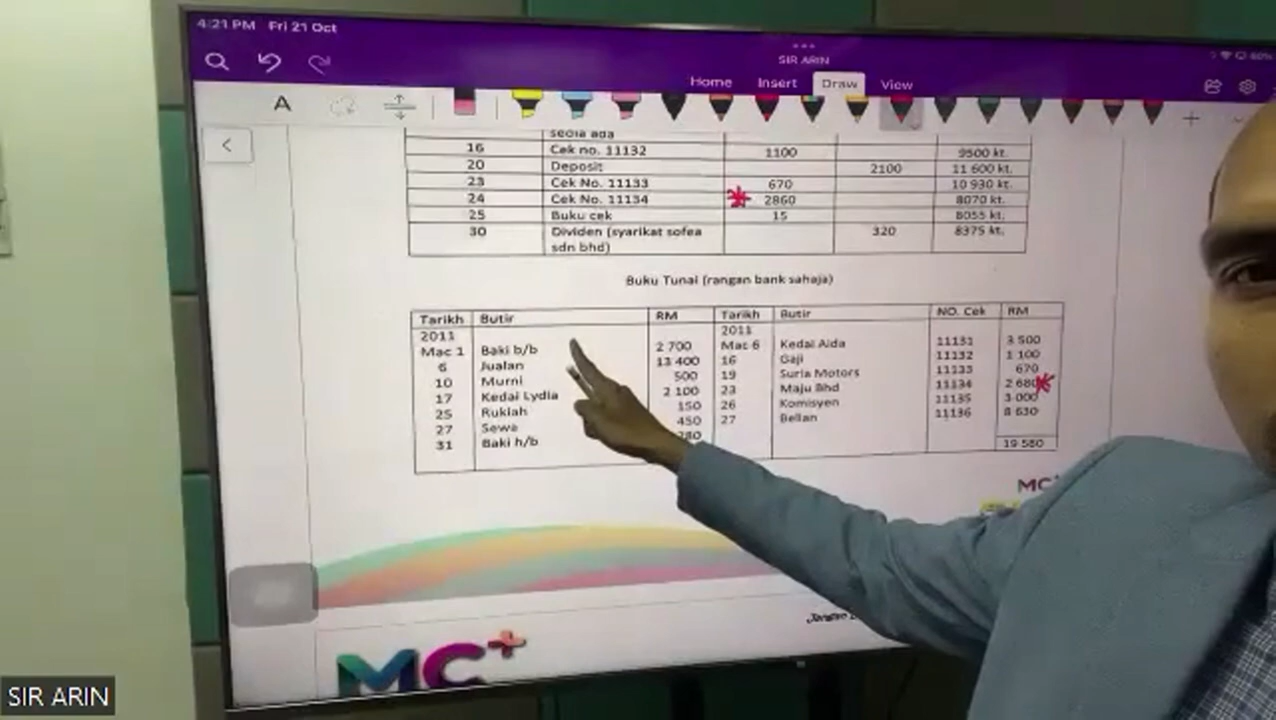 4:21 PM Fri 21 Oct
SIR ARIN
Home Insert Draw View
A
sedia ada
16 Cek no. 11132 1100 9500 kt.
20 Deposit 2100 11 600 kt.
23 Cek No. 11133 670 10 930 kt.
24 Cek No. 11134 2860 8070 kt.
25 Buku cek 15 8055 kt.
30 Dividen (syarikat sofea 320 8375 kt.
sdn bhd)
Buku Tunai (rangan bank sahaja)
Tarikh Butir RM Tarikh Butir NO. Cek RM
2011 2011
Mac 1 Baki b/b 2 700 Mac 6 Kedai Aida 11131 3 500
6 Jualan 13 400 16 Gaji 11132 1 100
10 Murni 500 19 Suria Motors 11133 670
17 Kedai Lydia 2 100 23 Maju Bhd 11134 2 680
25 Rukiah 150 26 Komisyen 11135 3 000
27 Sewa 450 27 Belian 11136 8 630
31 Baki h/b 280
19 580
MC
MC+
SIR ARIN